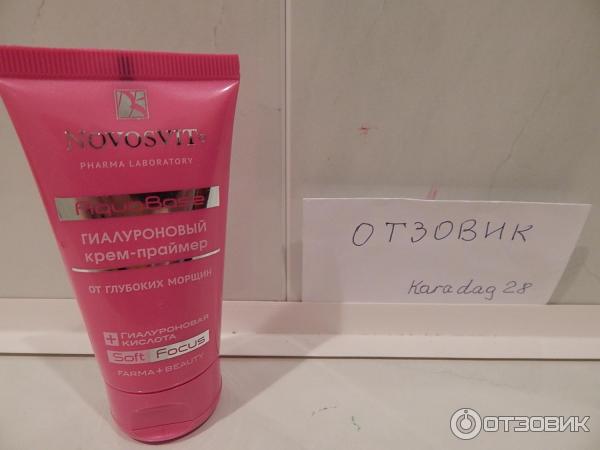 NOVOSVIT
PHARMA LABORATORY
AquaBase
ГИАЛУРОНОВЫЙ
крем-праймер
ОТ ГЛУБОКИХ МОРЩИН
+ ГИАЛУРОНОВАЯ
КИСЛОТА
Soft Focus
FARMA+BEAUTY
ОТЗОВИК
Karadag 28
ОТЗОВИК